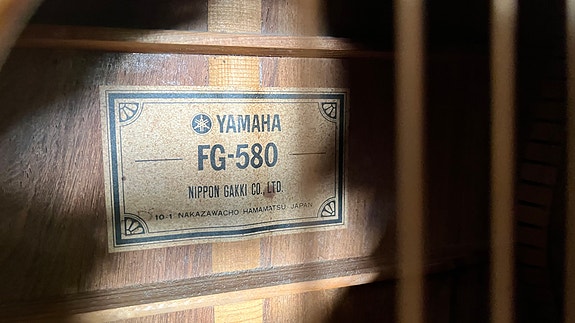 YAMAHA
FG-580
NIPPON GAKKI CO., LTD.
10-1 NAKAZAWACHO HAMAMATSU JAPAN